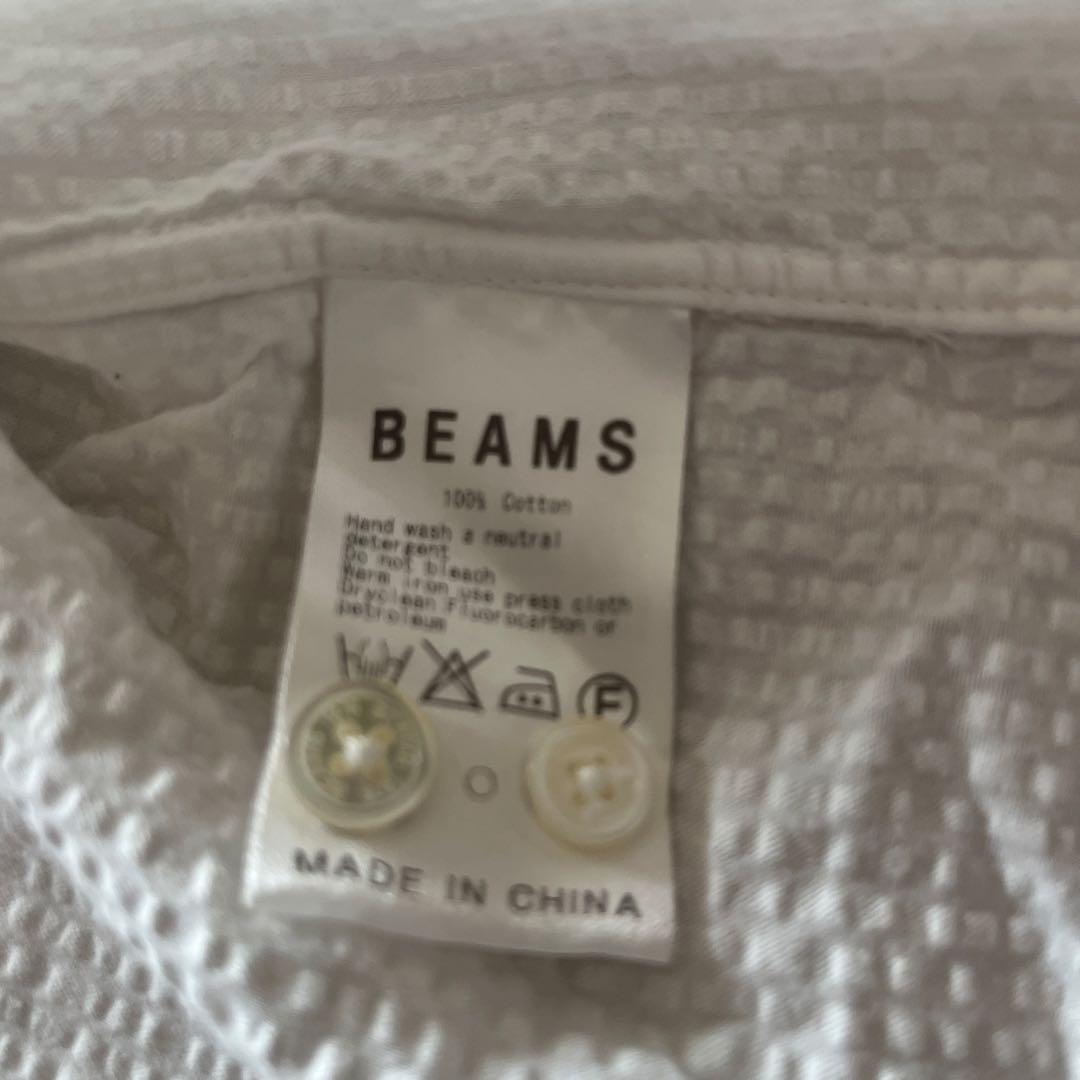 BEAMS
100% Cotton
Hand wash a neutral
detergent
Do not bleach
Warm iron,use press cloth
Dryclean Fluorocarbon or
petroleum
F
MADE IN CHINA